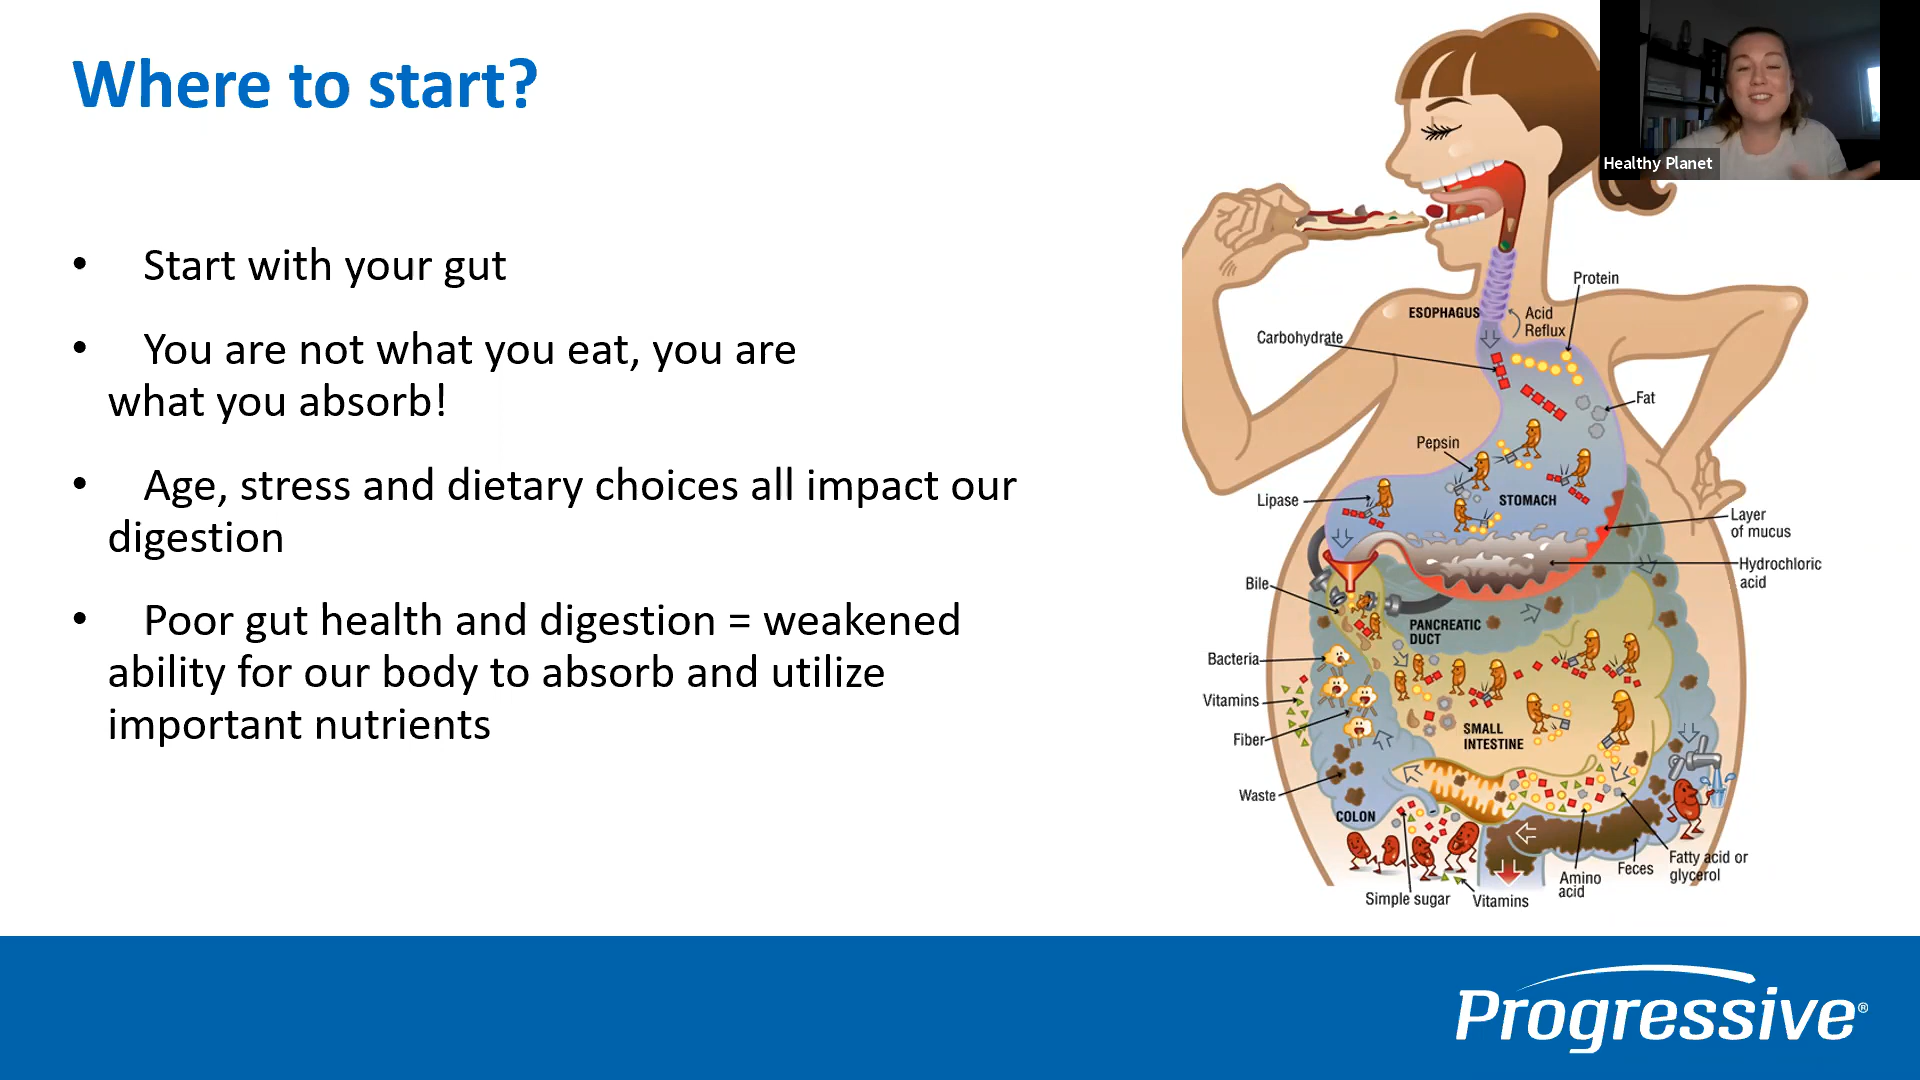 Where to start?
Healthy Planet
• Start with your gut
• You are not what you eat, you are
what you absorb!
• Age, stress and dietary choices all impact our
digestion
• Poor gut health and digestion = weakened
ability for our body to absorb and utilize
important nutrients
Protein
ESOPHAGUS
Acid
Reflux
Carbohydrate
Fat
Pepsin
Lipase
STOMACH
Layer
of mucus
Hydrochloric
acid
Bile
PANCREATIC
DUCT
Bacteria
Vitamins
Fiber
SMALL
INTESTINE
Waste
COLON
Simple sugar
Vitamins
Amino
acid
Feces
Fatty acid or
glycerol
Progressive®